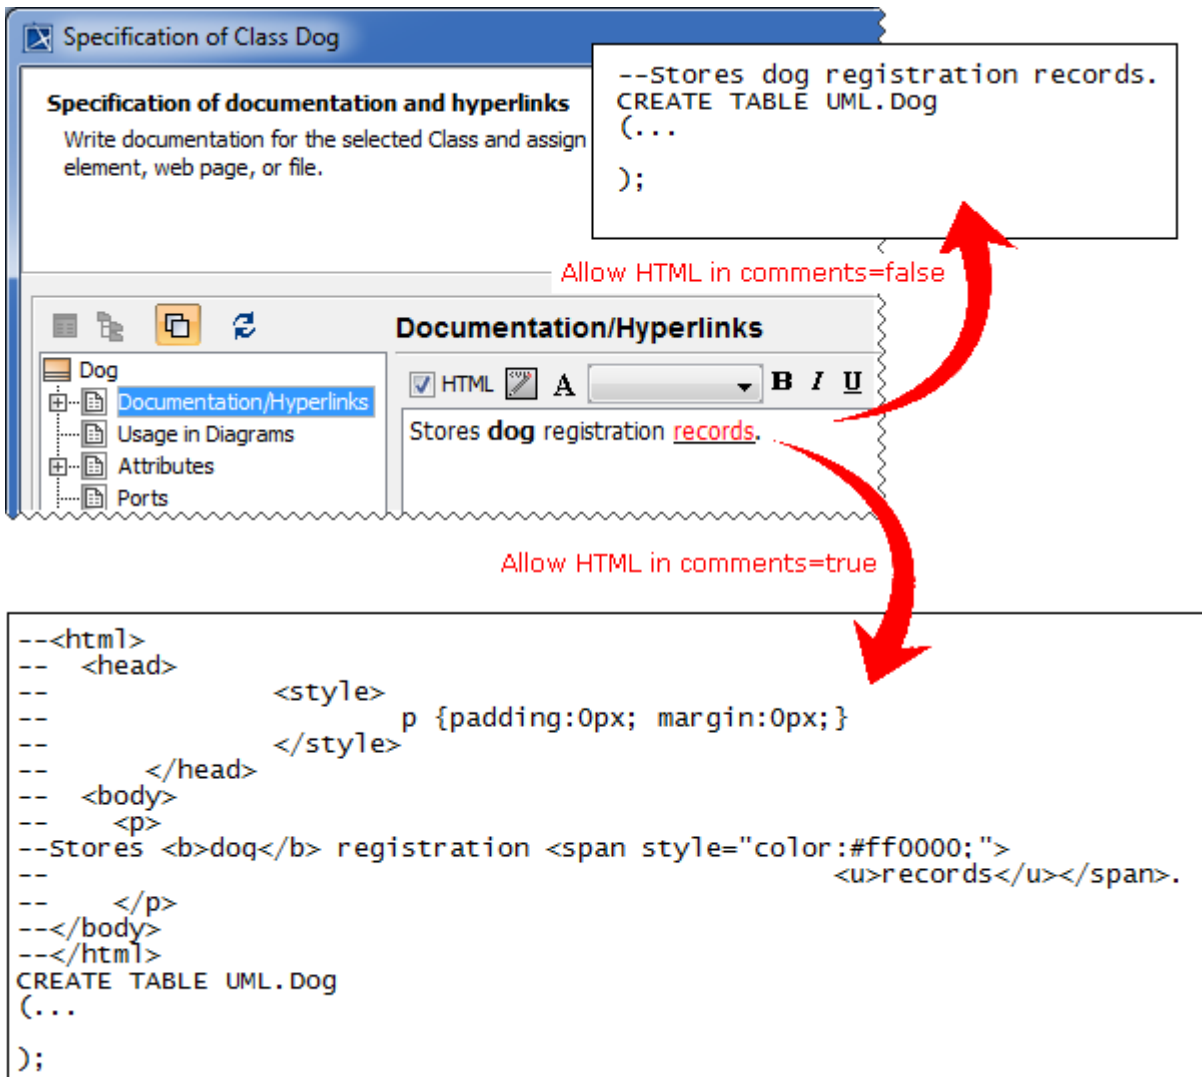 Specification of Class Dog
Specification of documentation and hyperlinks
Write documentation for the selected Class and assign
element, web page, or file.
--Stores dog registration records.
CREATE TABLE UML.Dog
(...
);
Allow HTML in comments=false
Documentation/Hyperlinks
Dog
Documentation/Hyperlinks
Usage in Diagrams
Attributes
Ports
HTML A B I U
Stores dog registration records.
Allow HTML in comments=true
--<html>
--  <head>
--              <style>
--                      p {padding:0px; margin:0px;}
--              </style>
--      </head>
--  <body>
--    <p>
--Stores <b>dog</b> registration <span style="color:#ff0000;">
--                                                 <u>records</u></span>.
--    </p>
--</body>
--</html>
CREATE TABLE UML.Dog
(...
);